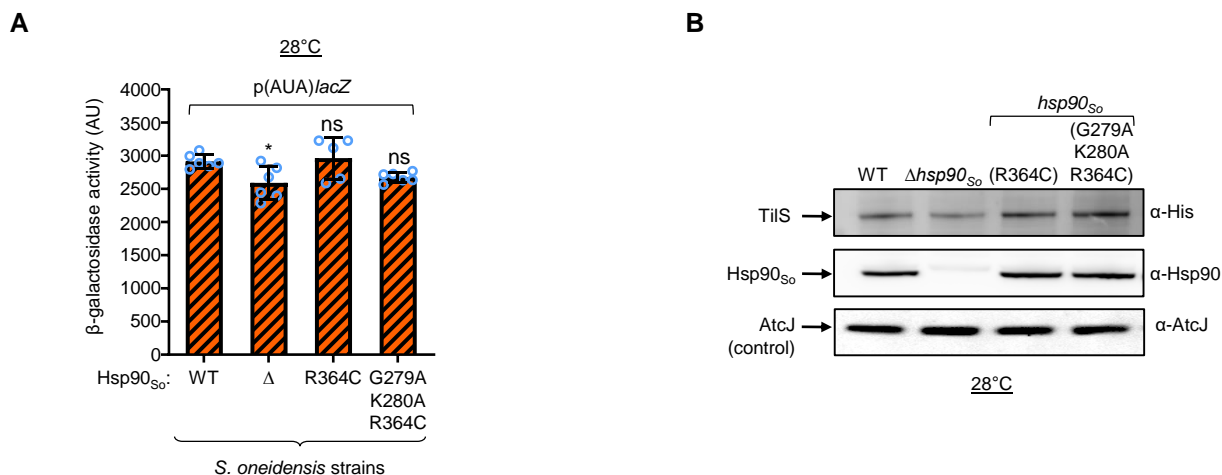 A
28°C
p(AUA)lacZ
β-galactosidase activity (AU)
4000
3500
3000
2500
2000
1500
1000
500
0
*
ns
ns
Hsp90So: WT Δ R364C G279A
K280A
R364C
S. oneidensis strains
B
hsp90So
(G279A
K280A
WT Δhsp90So (R364C) R364C)
TilS α-His
Hsp90So α-Hsp90
AtcJ α-AtcJ
(control)
28°C